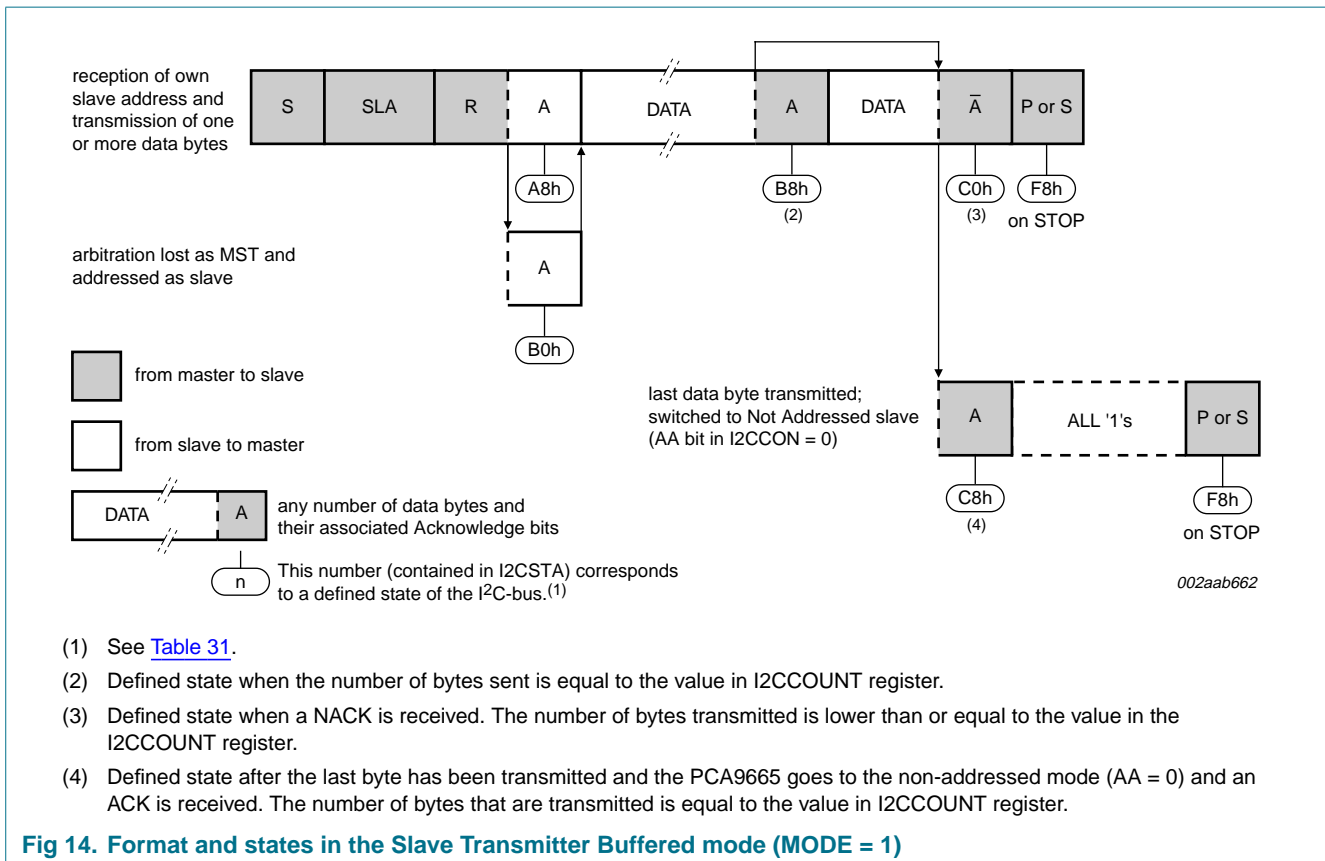 reception of own
slave address and
transmission of one
or more data bytes
S SLA R A DATA A DATA A̅ P or S
A8h B8h C0h F8h
(2) (3) on STOP
arbitration lost as MST and
addressed as slave
A
B0h
from master to slave
from slave to master
last data byte transmitted;
switched to Not Addressed slave
(AA bit in I2CCON = 0)
A ALL '1's P or S
C8h F8h
(4) on STOP
DATA A
any number of data bytes and
their associated Acknowledge bits
n
This number (contained in I2CSTA) corresponds
to a defined state of the I²C-bus.(1)
002aab662
(1) See Table 31.
(2) Defined state when the number of bytes sent is equal to the value in I2CCOUNT register.
(3) Defined state when a NACK is received. The number of bytes transmitted is lower than or equal to the value in the
I2CCOUNT register.
(4) Defined state after the last byte has been transmitted and the PCA9665 goes to the non-addressed mode (AA = 0) and an
ACK is received. The number of bytes that are transmitted is equal to the value in I2CCOUNT register.
Fig 14. Format and states in the Slave Transmitter Buffered mode (MODE = 1)